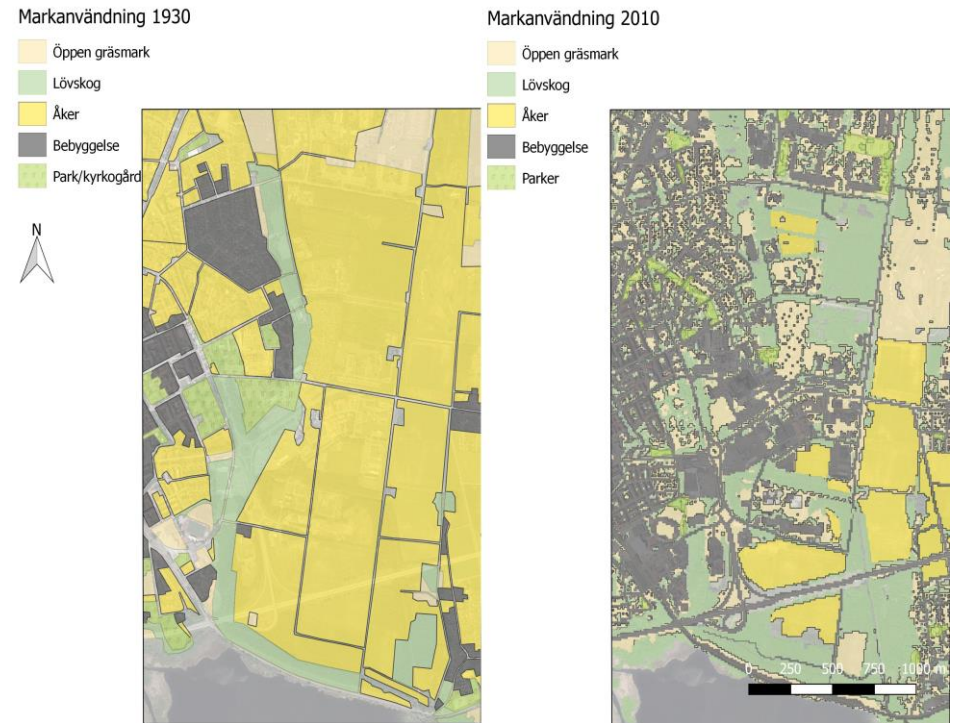 Markanvändning 1930
Öppen gräsmark
Lövskog
Åker
Bebyggelse
Park/kyrkogård
N
Markanvändning 2010
Öppen gräsmark
Lövskog
Åker
Bebyggelse
Parker
0 250 500 750 1000 m